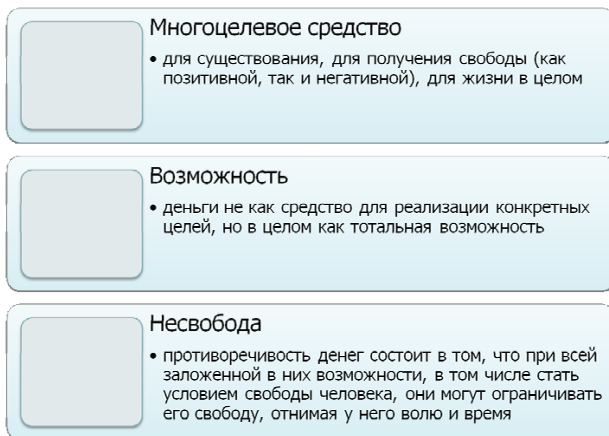 Многоцелевое средство
• для существования, для получения свободы (как
позитивной, так и негативной), для жизни в целом
Возможность
• деньги не как средство для реализации конкретных
целей, но в целом как тотальная возможность
Несвобода
• противоречивость денег состоит в том, что при всей
заложенной в них возможности, в том числе стать
условием свободы человека, они могут ограничивать
его свободу, отнимая у него волю и время